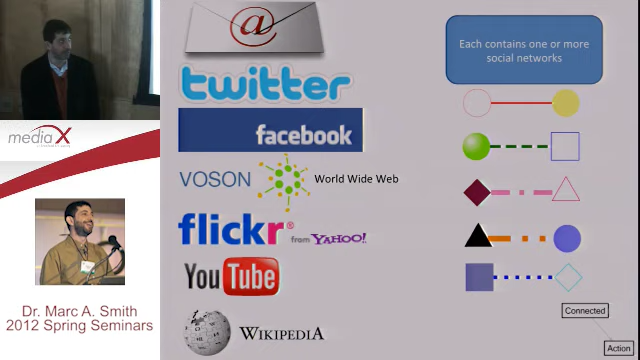 @
twitter
facebook
VOSON World Wide Web
flickr® from YAHOO!
YouTube
WIKIPEDIA
Each contains one or more
social networks
Connected
Action
mediaX
Dr. Marc A. Smith
2012 Spring Seminars